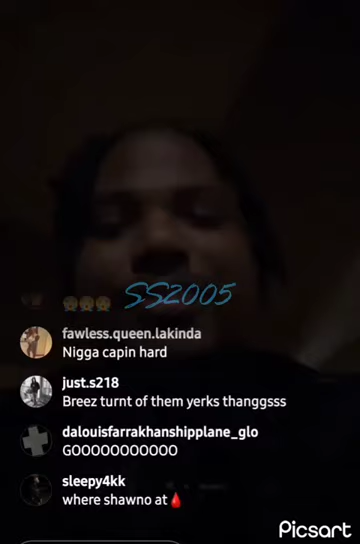 😭😭😭 SS2005
fawless.queen.lakinda
Nigga capin hard
just.s218
Breez turnt of them yerks thanggsss
dalouisfarrakhanshipplane_glo
GOOOOOOOOOOO
sleepy4kk
where shawno at🩸
Picsart